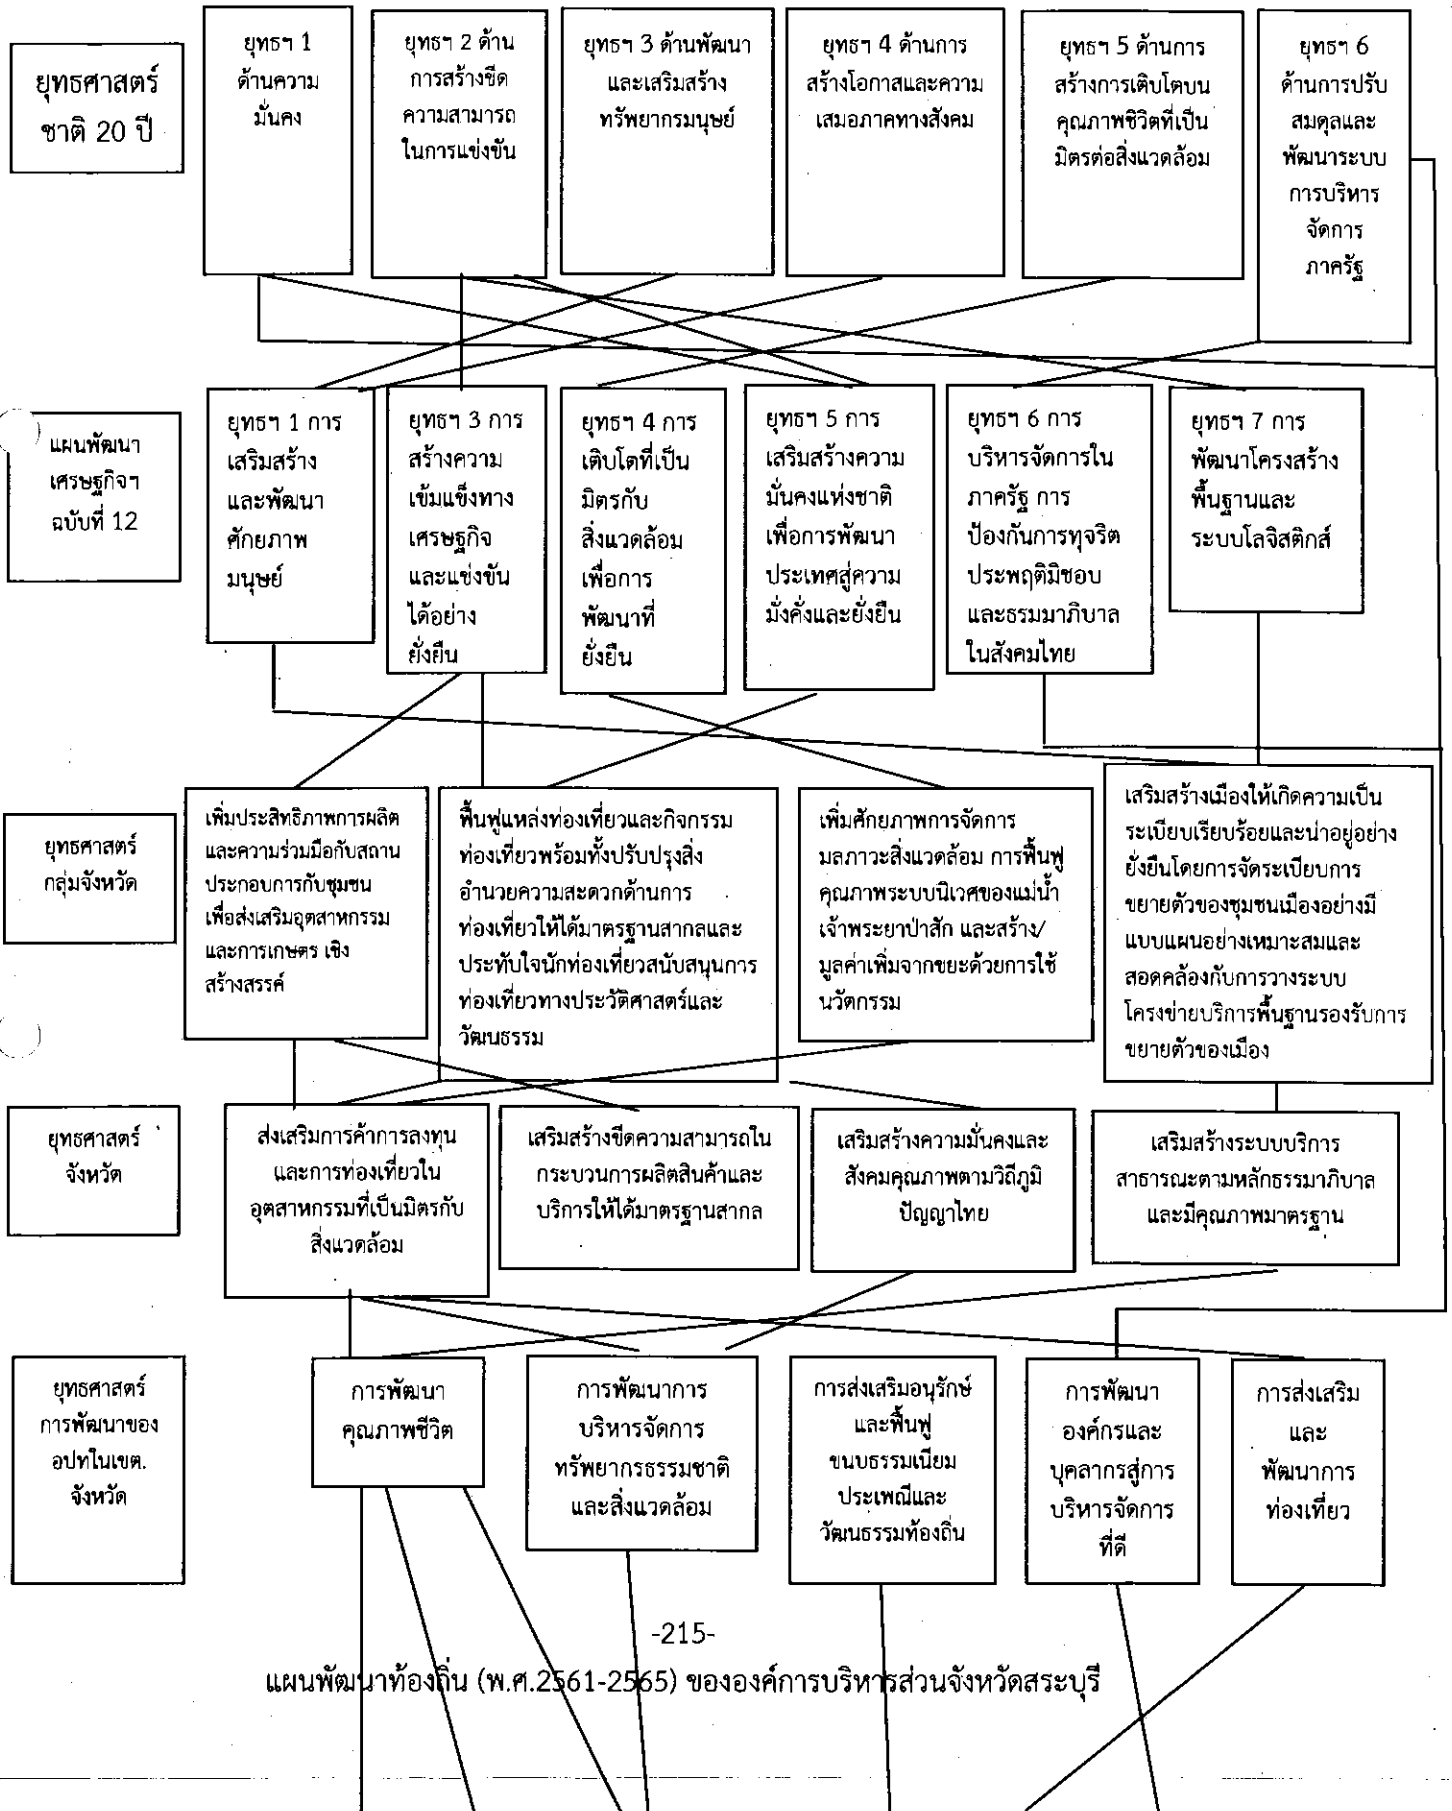 ยุทธศาสตร์
ชาติ 20 ปี
ยุทธฯ 1
ด้านความ
มั่นคง
ยุทธฯ 2 ด้าน
การสร้างขีด
ความสามารถ
ในการแข่งขัน
ยุทธฯ 3 ด้านพัฒนา
และเสริมสร้าง
ทรัพยากรมนุษย์
ยุทธฯ 4 ด้านการ
สร้างโอกาสและความ
เสมอภาคทางสังคม
ยุทธฯ 5 ด้านการ
สร้างการเติบโตบน
คุณภาพชีวิตที่เป็น
มิตรต่อสิ่งแวดล้อม
ยุทธฯ 6
ด้านการปรับ
สมดุลและ
พัฒนาระบบ
การบริหาร
จัดการ
ภาครัฐ
แผนพัฒนา
เศรษฐกิจฯ
ฉบับที่ 12
ยุทธฯ 1 การ
เสริมสร้าง
และพัฒนา
ศักยภาพ
มนุษย์
ยุทธฯ 3 การ
สร้างความ
เข้มแข็งทาง
เศรษฐกิจ
และแข่งขัน
ได้อย่าง
ยั่งยืน
ยุทธฯ 4 การ
เติบโตที่เป็น
มิตรกับ
สิ่งแวดล้อม
เพื่อการ
พัฒนาที่
ยั่งยืน
ยุทธฯ 5 การ
เสริมสร้างความ
มั่นคงแห่งชาติ
เพื่อการพัฒนา
ประเทศสู่ความ
มั่งคั่งและยั่งยืน
ยุทธฯ 6 การ
บริหารจัดการใน
ภาครัฐ การ
ป้องกันการทุจริต
ประพฤติมิชอบ
และธรมมาภิบาล
ในสังคมไทย
ยุทธฯ 7 การ
พัฒนาโครงสร้าง
พื้นฐานและ
ระบบโลจิสติกส์
ยุทธศาสตร์
กลุ่มจังหวัด
เพิ่มประสิทธิภาพการผลิต
และความร่วมมือกับสถาน
ประกอบการกับชุมชน
เพื่อส่งเสริมอุตสาหกรรม
และการเกษตร เชิง
สร้างสรรค์
ฟื้นฟูแหล่งท่องเที่ยวและกิจกรรม
ท่องเที่ยวพร้อมทั้งปรับปรุงสิ่ง
อำนวยความสะดวกด้านการ
ท่องเที่ยวให้ได้มาตรฐานสากลและ
ประทับใจนักท่องเที่ยวสนับสนุนการ
ท่องเที่ยวทางประวัติศาสตร์และ
วัฒนธรรม
เพิ่มศักยภาพการจัดการ
มลภาวะสิ่งแวดล้อม การฟื้นฟู
คุณภาพระบบนิเวศของแม่น้ำ
เจ้าพระยาป่าสัก และสร้าง/
มูลค่าเพิ่มจากขยะด้วยการใช้
นวัตกรรม
เสริมสร้างเมืองให้เกิดความเป็น
ระเบียบเรียบร้อยและน่าอยู่อย่าง
ยั่งยืนโดยการจัดระเบียบการ
ขยายตัวของชุมชนเมืองอย่างมี
แบบแผนอย่างเหมาะสมและ
สอดคล้องกับการวางระบบ
โครงข่ายบริการพื้นฐานรองรับการ
ขยายตัวของเมือง
ยุทธศาสตร์
จังหวัด
ส่งเสริมการค้าการลงทุน
และการท่องเที่ยวใน
อุตสาหกรรมที่เป็นมิตรกับ
สิ่งแวดล้อม
เสริมสร้างขีดความสามารถใน
กระบวนการผลิตสินค้าและ
บริการให้ได้มาตรฐานสากล
เสริมสร้างความมั่นคงและ
สังคมคุณภาพตามวิถีภูมิ
ปัญญาไทย
เสริมสร้างระบบบริการ
สาธารณะตามหลักธรรมาภิบาล
และมีคุณภาพมาตรฐาน
ยุทธศาสตร์
การพัฒนาของ
อปทในเขต.
จังหวัด
การพัฒนา
คุณภาพชีวิต
การพัฒนาการ
บริหารจัดการ
ทรัพยากรธรรมชาติ
และสิ่งแวดล้อม
การส่งเสริมอนุรักษ์
และฟื้นฟู
ขนบธรรมเนียม
ประเพณีและ
วัฒนธรรมท้องถิ่น
การพัฒนา
องค์กรและ
บุคลากรสู่การ
บริหารจัดการ
ที่ดี
การส่งเสริม
และ
พัฒนาการ
ท่องเที่ยว
-215-
แผนพัฒนาท้องถิ่น (พ.ศ.2561-2565) ขององค์การบริหารส่วนจังหวัดสระบุรี